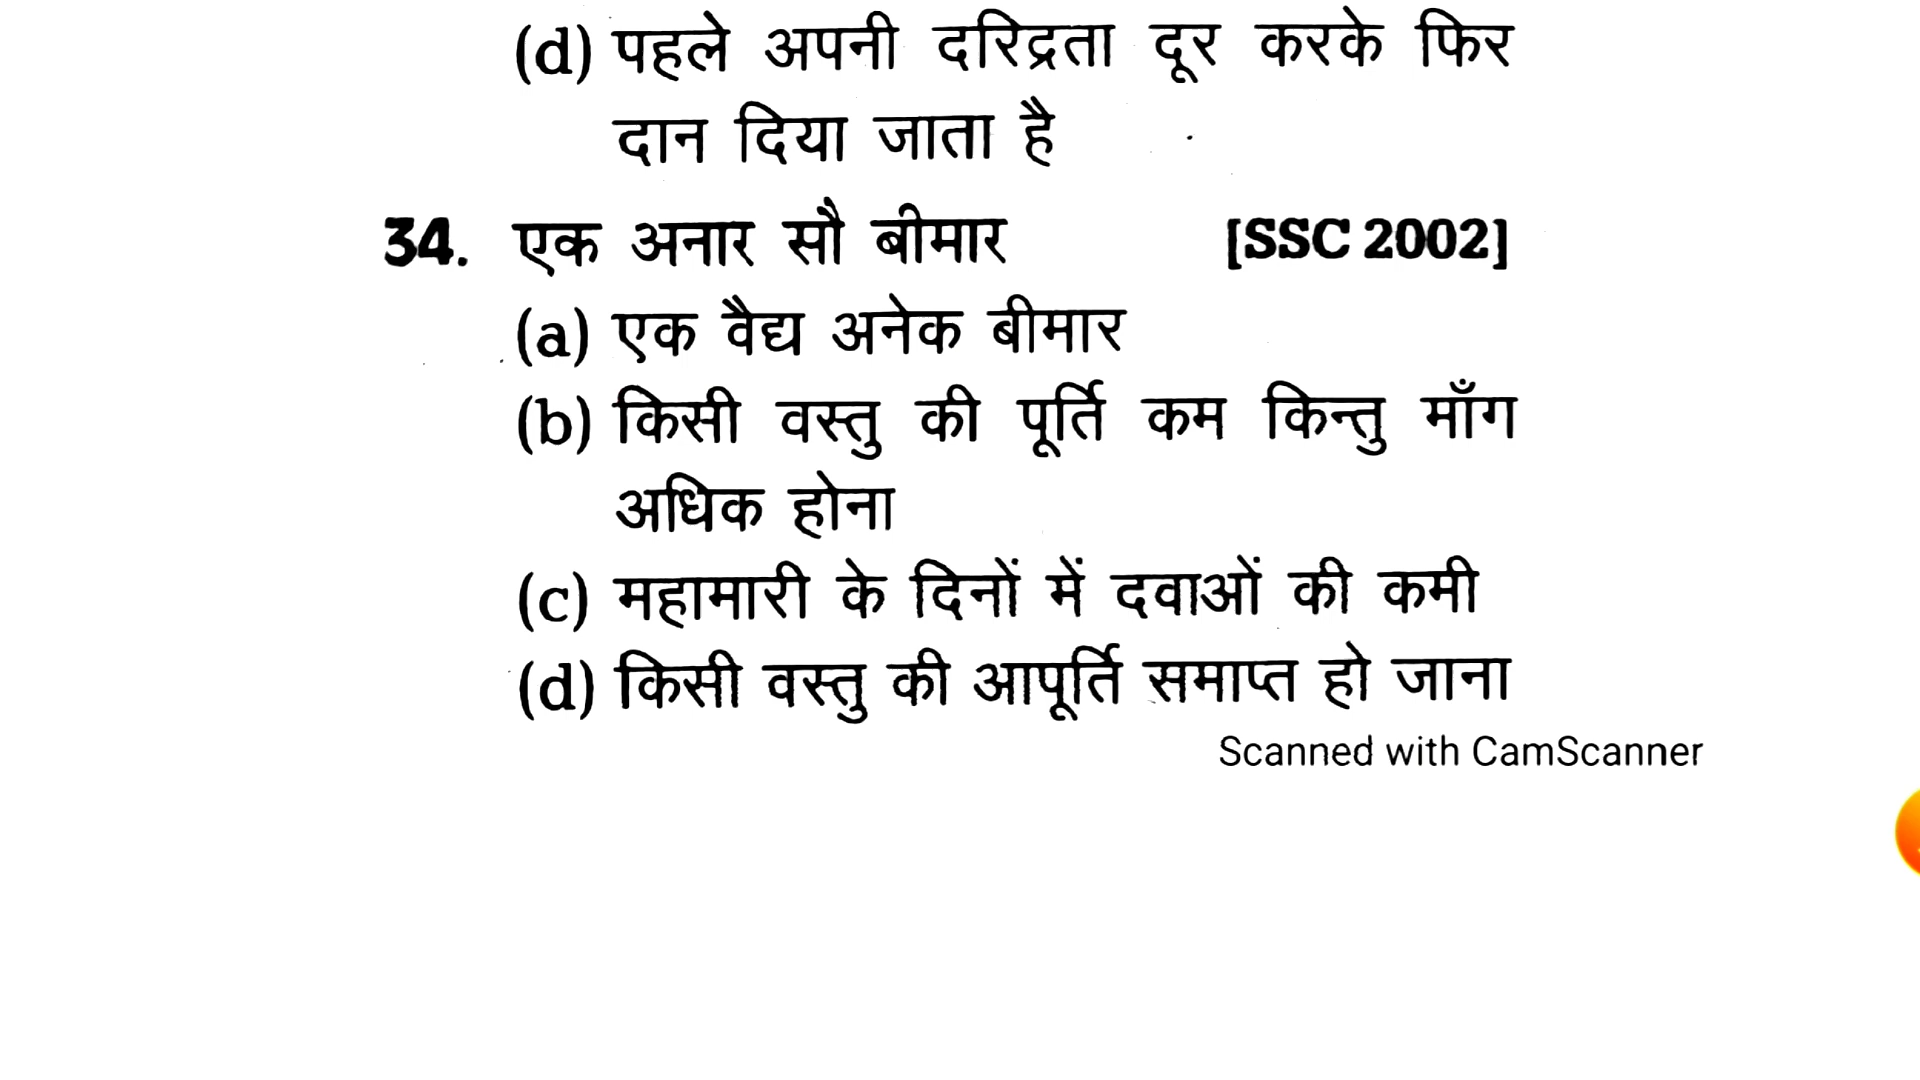 (d) पहले अपनी दरिद्रता दूर करके फिर
दान दिया जाता है
34. एक अनार सौ बीमार [SSC 2002]
(a) एक वैद्य अनेक बीमार
(b) किसी वस्तु की पूर्ति कम किन्तु माँग
अधिक होना
(c) महामारी के दिनों में दवाओं की कमी
(d) किसी वस्तु की आपूर्ति समाप्त हो जाना
Scanned with CamScanner